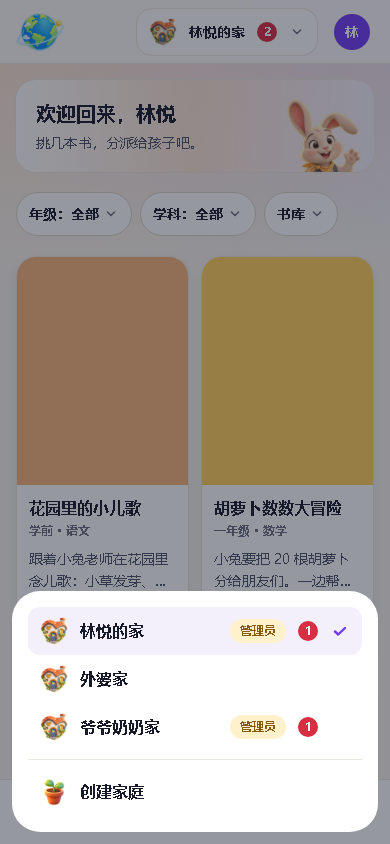 林悦的家 2
林
欢迎回来，林悦
挑几本书，分派给孩子吧。
年级：全部
学科：全部
书库
花园里的小儿歌
学前·语文
跟着小兔老师在花园里
念儿歌：小草发芽、...
胡萝卜数数大冒险
一年级·数学
小兔要把 20 根胡萝卜
分给朋友们。一边帮...
林悦的家 管理员 1
外婆家
爷爷奶奶家 管理员 1
创建家庭